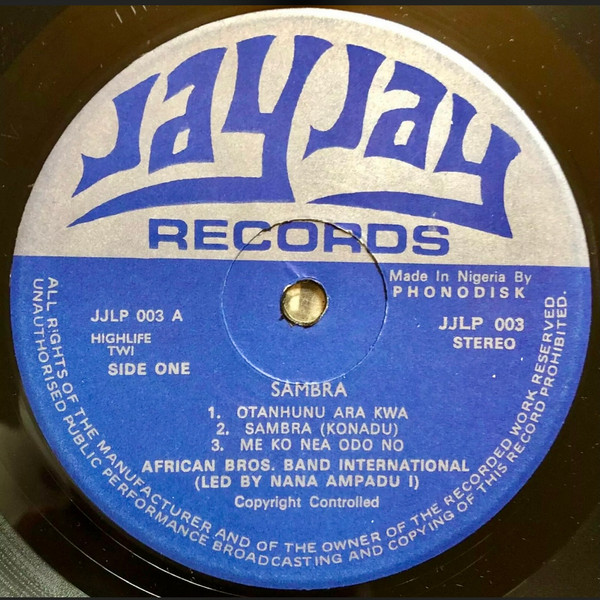 Jay Jay
RECORDS
Made In Nigeria By
PHONODISK
JJLP 003 A
HIGHLIFE
TWI
SIDE ONE
JJLP 003
STEREO
SAMBRA
1. OTANHUNU ARA KWA
2. SAMBRA (KONADU)
3. ME KO NEA ODO NO
AFRICAN BROS. BAND INTERNATIONAL
(LED BY NANA AMPADU I)
Copyright Controlled
ALL RIGHTS OF THE MANUFACTURER AND OF THE OWNER OF THE RECORDED WORK RESERVED.
UNAUTHORISED PUBLIC PERFORMANCE BROADCASTING AND COPYING OF THIS RECORD PROHIBITED.